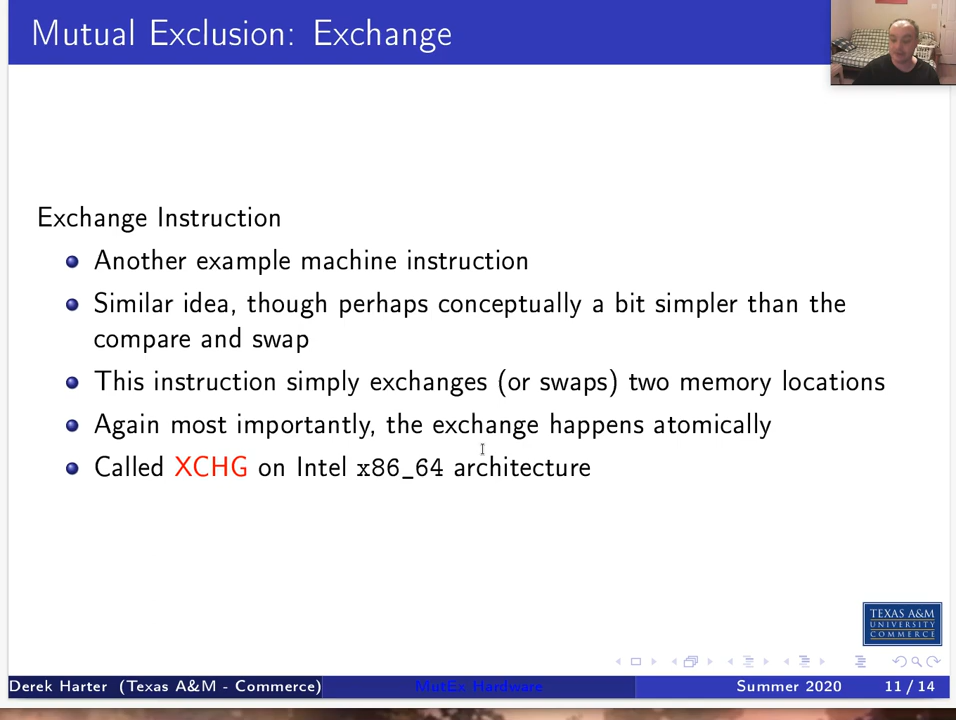 Mutual Exclusion: Exchange
Exchange Instruction
Another example machine instruction
Similar idea, though perhaps conceptually a bit simpler than the
compare and swap
This instruction simply exchanges (or swaps) two memory locations
Again most importantly, the exchange happens atomically
Called XCHG on Intel x86_64 architecture
TEXAS A&M
UNIVERSITY
COMMERCE
Derek Harter (Texas A&M - Commerce)
MutEx Hardware
Summer 2020
11 / 14